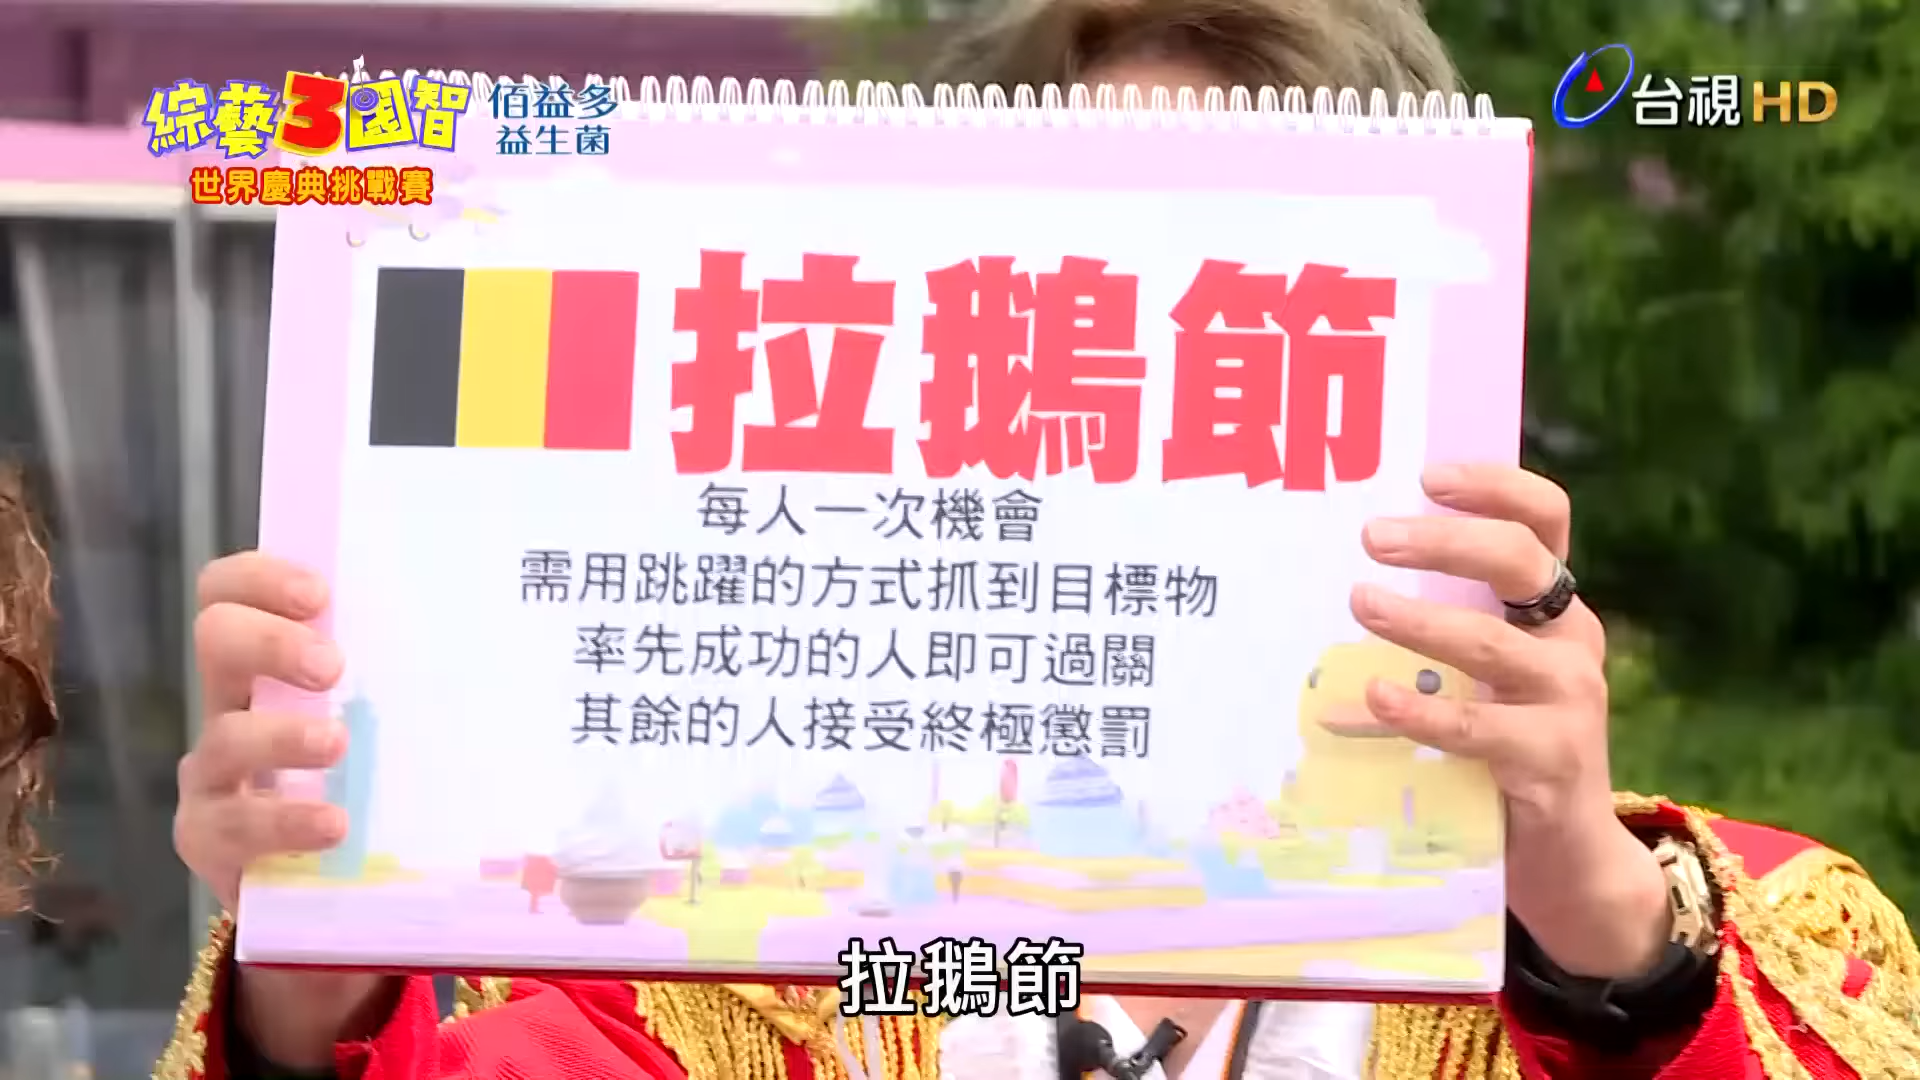 綜藝3國智
世界慶典挑戰賽
佰益多
益生菌
台視HD
拉鵝節
每人一次機會
需用跳躍的方式抓到目標物
率先成功的人即可過關
其餘的人接受終極懲罰
拉鵝節